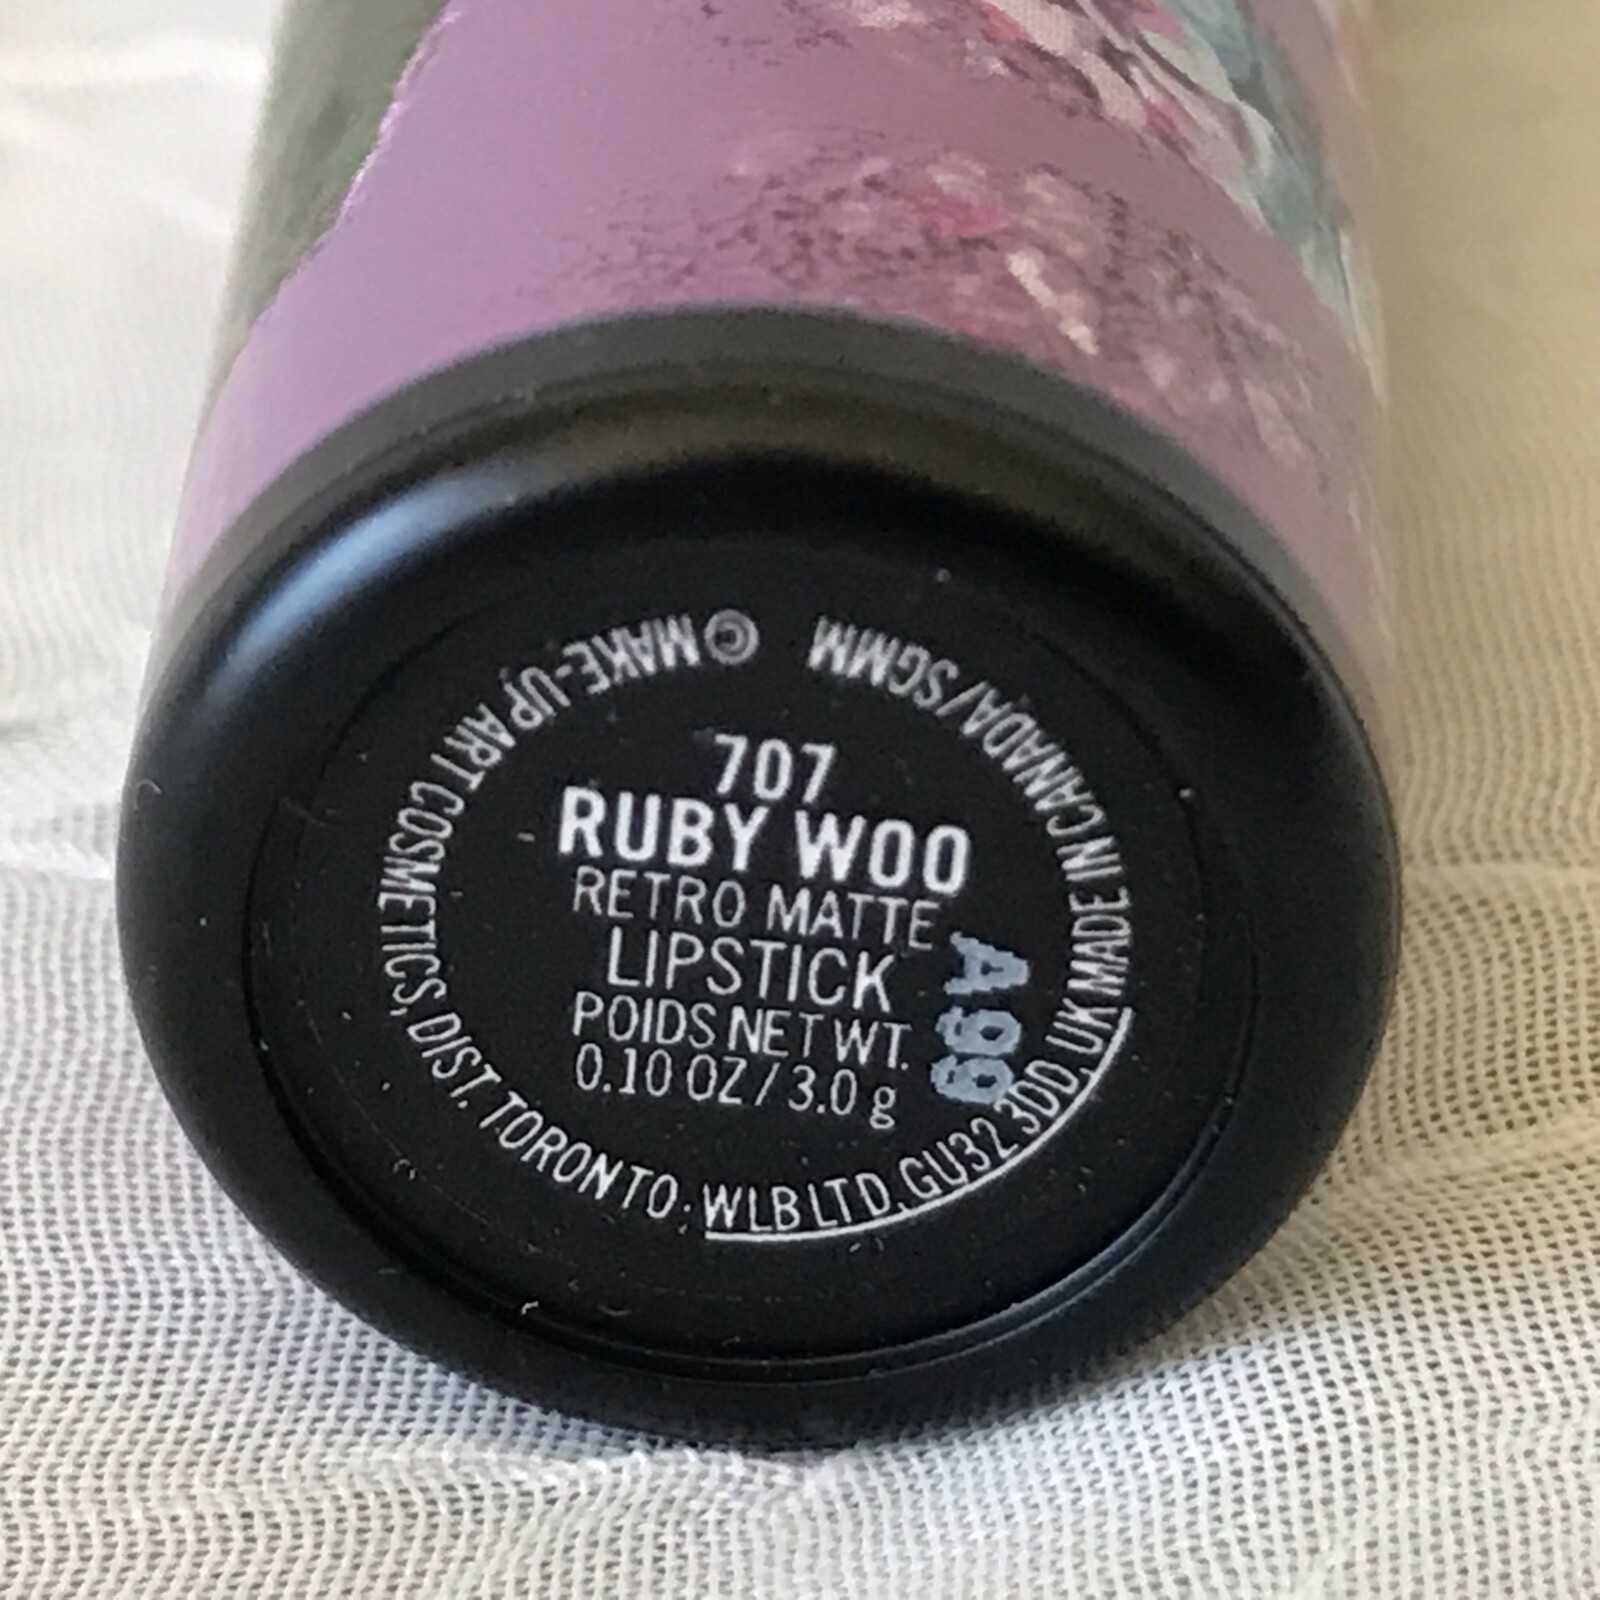 707
RUBY WOO
RETRO MATTE
LIPSTICK
POIDS NET WT.
0.10 OZ / 3.0 g
A99
© MAKE-UP ART COSMETICS, DIST. TORONTO; WLB LTD, GU32 3DD, UK MADE IN CANADA/SGMM